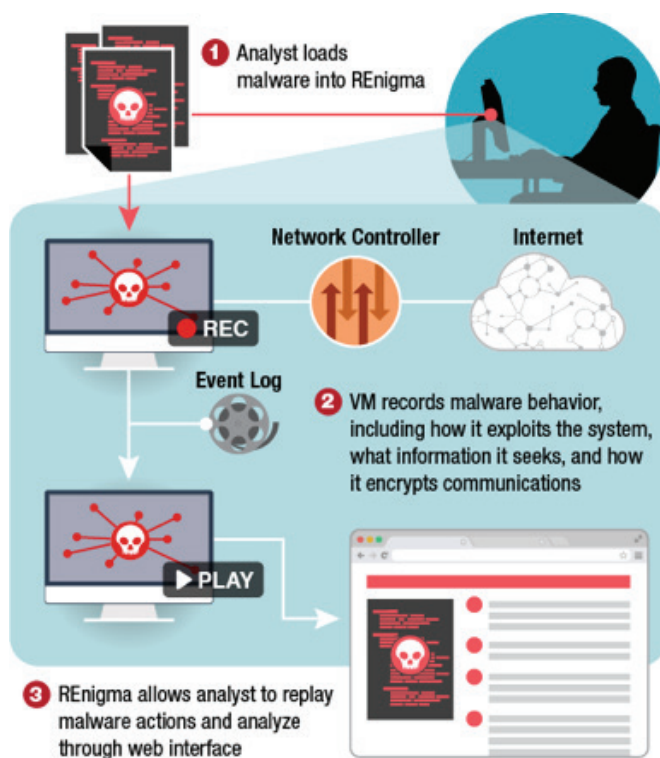 1 Analyst loads
malware into REnigma
Network Controller
Internet
REC
Event Log
2 VM records malware behavior,
including how it exploits the system,
what information it seeks, and how
it encrypts communications
PLAY
3 REnigma allows analyst to replay
malware actions and analyze
through web interface